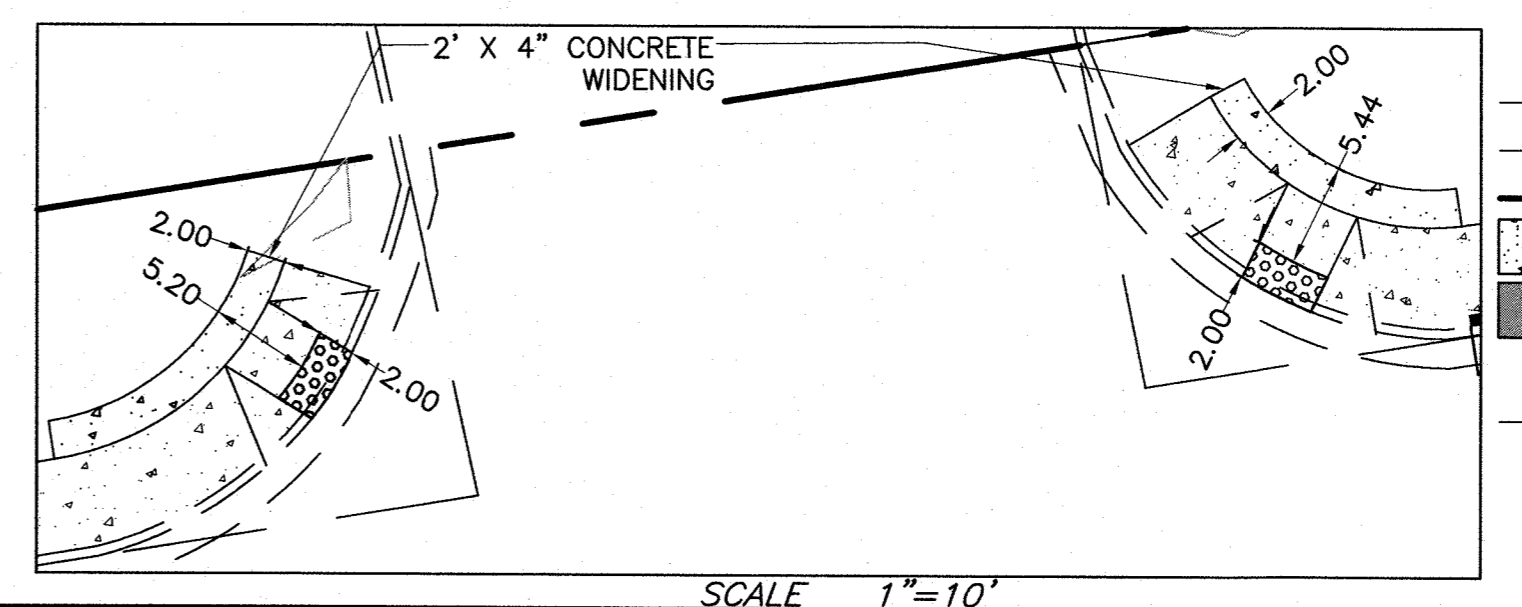 2' X 4" CONCRETE
WIDENING
2.00
5.20
2.00
2.00
5.44
2.00
SCALE 1"=10'